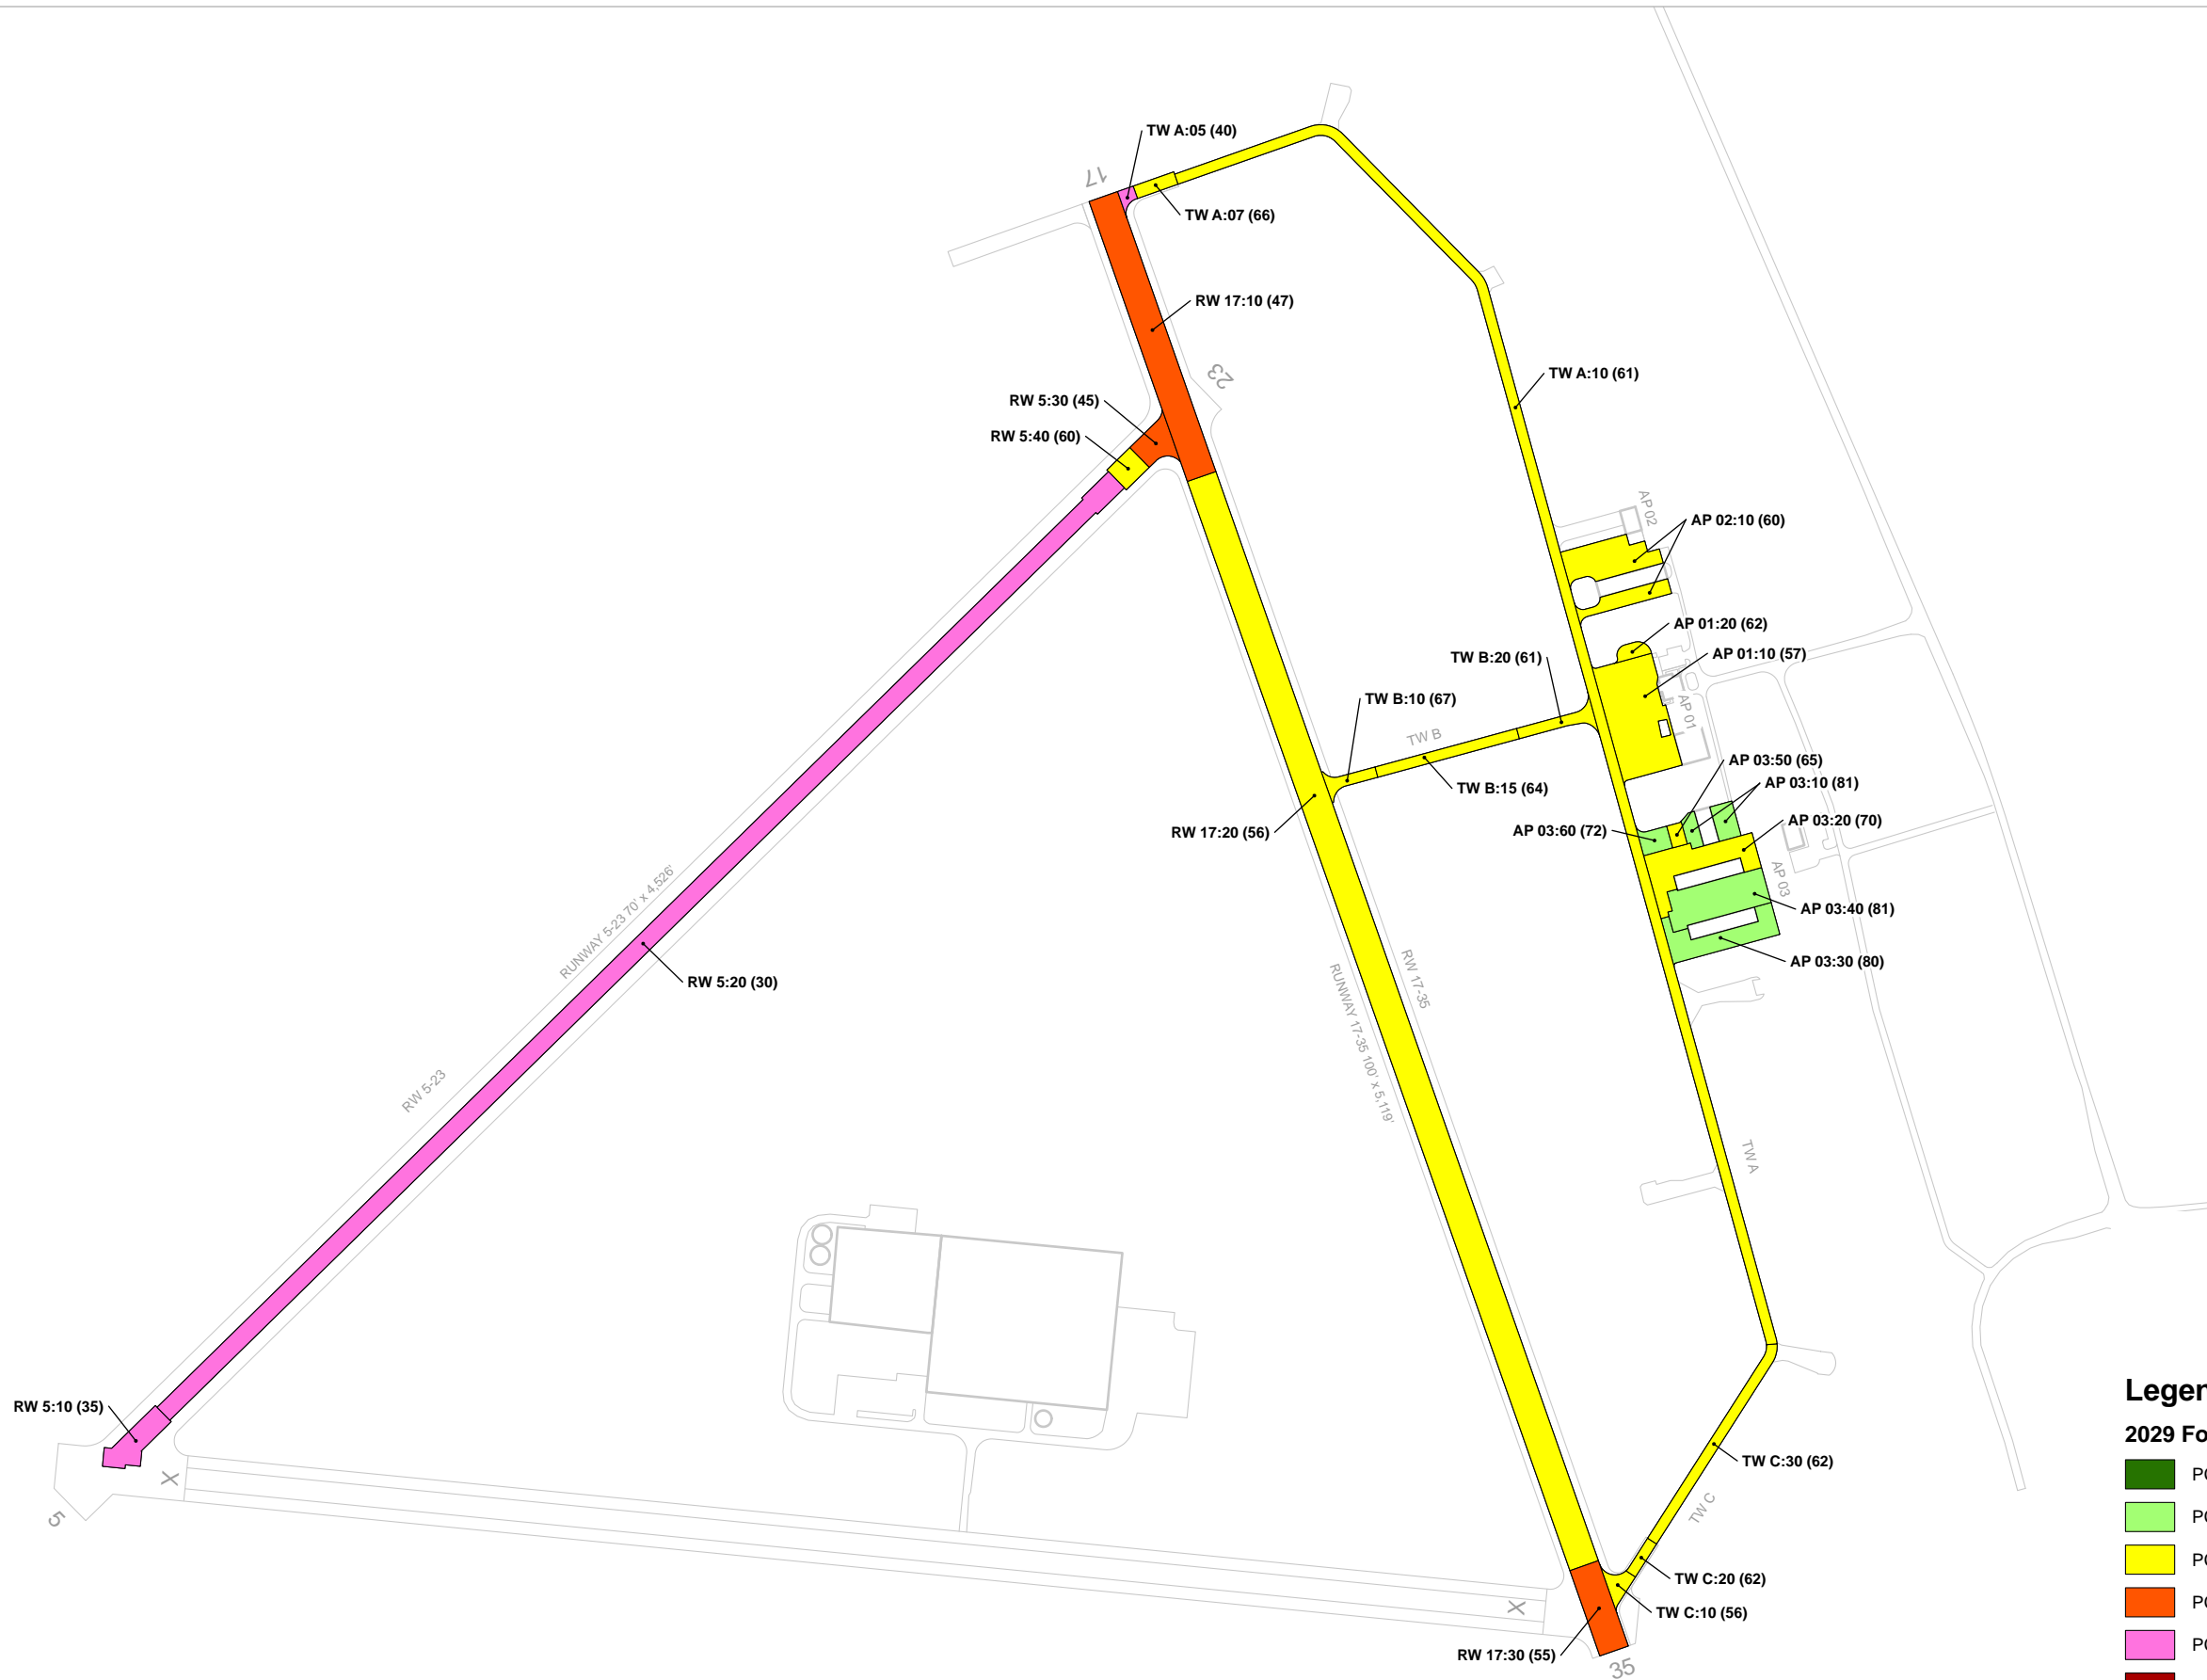 TW A:05 (40)
17
TW A:07 (66)
RW 17:10 (47)
23
TW A:10 (61)
RW 5:30 (45)
RW 5:40 (60)
AP 02
AP 02:10 (60)
AP 01:20 (62)
AP 01:10 (57)
TW B:20 (61)
TW B:10 (67)
AP 01
TW B
AP 03:50 (65)
AP 03:10 (81)
TW B:15 (64)
AP 03:20 (70)
RW 17:20 (56)
AP 03:60 (72)
AP 03
AP 03:40 (81)
AP 03:30 (80)
RUNWAY 5-23 70' x 4,526'
RW 5:20 (30)
RW 17-35
RUNWAY 17-35 100' x 5,119'
RW 5-23
TW A
RW 5:10 (35)
X
5
TW C:30 (62)
TW C
TW C:20 (62)
X
TW C:10 (56)
RW 17:30 (55)
35
Legen
2029 Fo